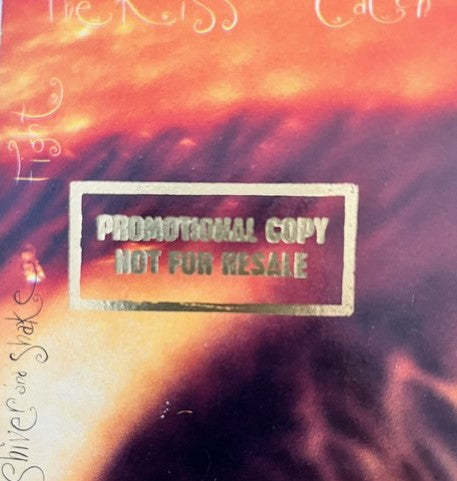 The Kiss Catch
Fight
PROMOTIONAL COPY
NOT FOR RESALE
Shiver and Shake